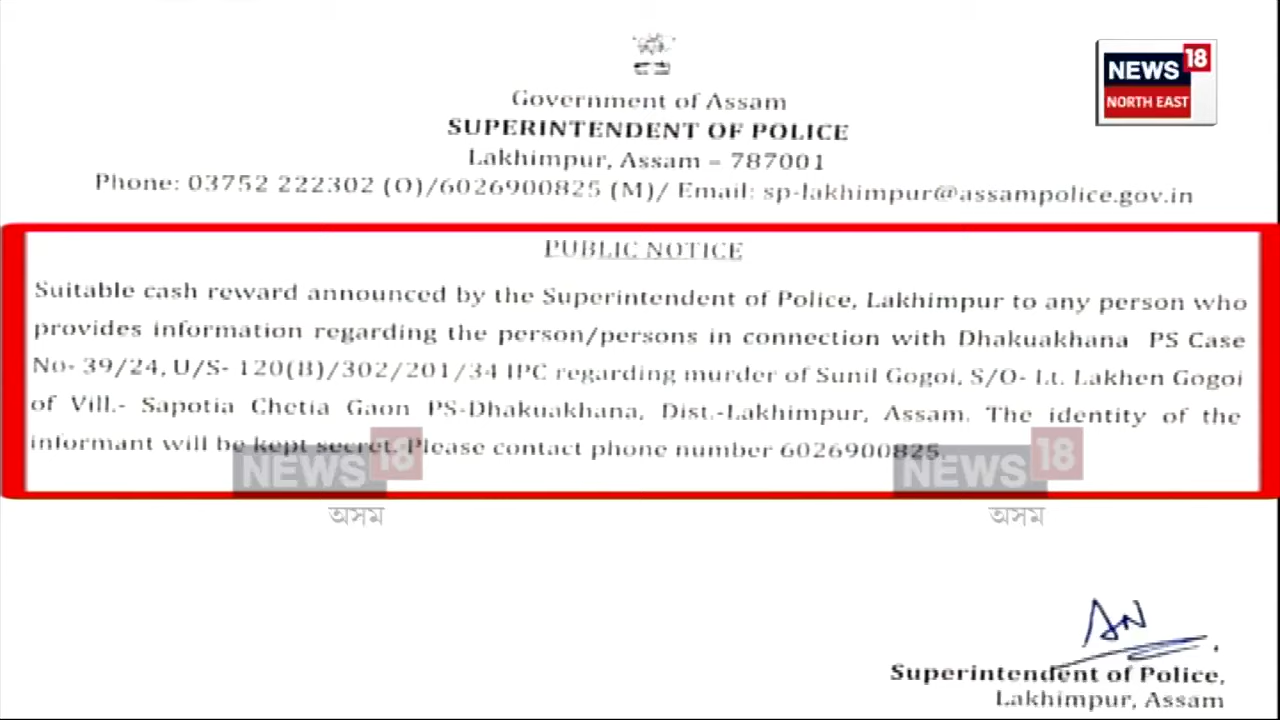 NEWS 18
NORTH EAST
Government of Assam
SUPERINTENDENT OF POLICE
Lakhimpur, Assam – 787001
Phone: 03752 222302 (O)/6026900825 (M)/ Email: sp-lakhimpur@assampolice.gov.in
PUBLIC NOTICE
Suitable cash reward announced by the Superintendent of Police, Lakhimpur to any person who
provides information regarding the person/persons in connection with Dhakuakhana PS Case
No- 39/24, U/S- 120(B)/302/201/34 IPC regarding murder of Sunil Gogoi, S/O- Lt. Lakhen Gogoi
of Vill.- Sapotia Chetia Gaon PS-Dhakuakhana, Dist.-Lakhimpur, Assam. The identity of the
informant will be kept secret. Please contact phone number 6026900825.
NEWS 18
অসম
NEWS 18
অসম
AN
Superintendent of Police,
Lakhimpur, Assam